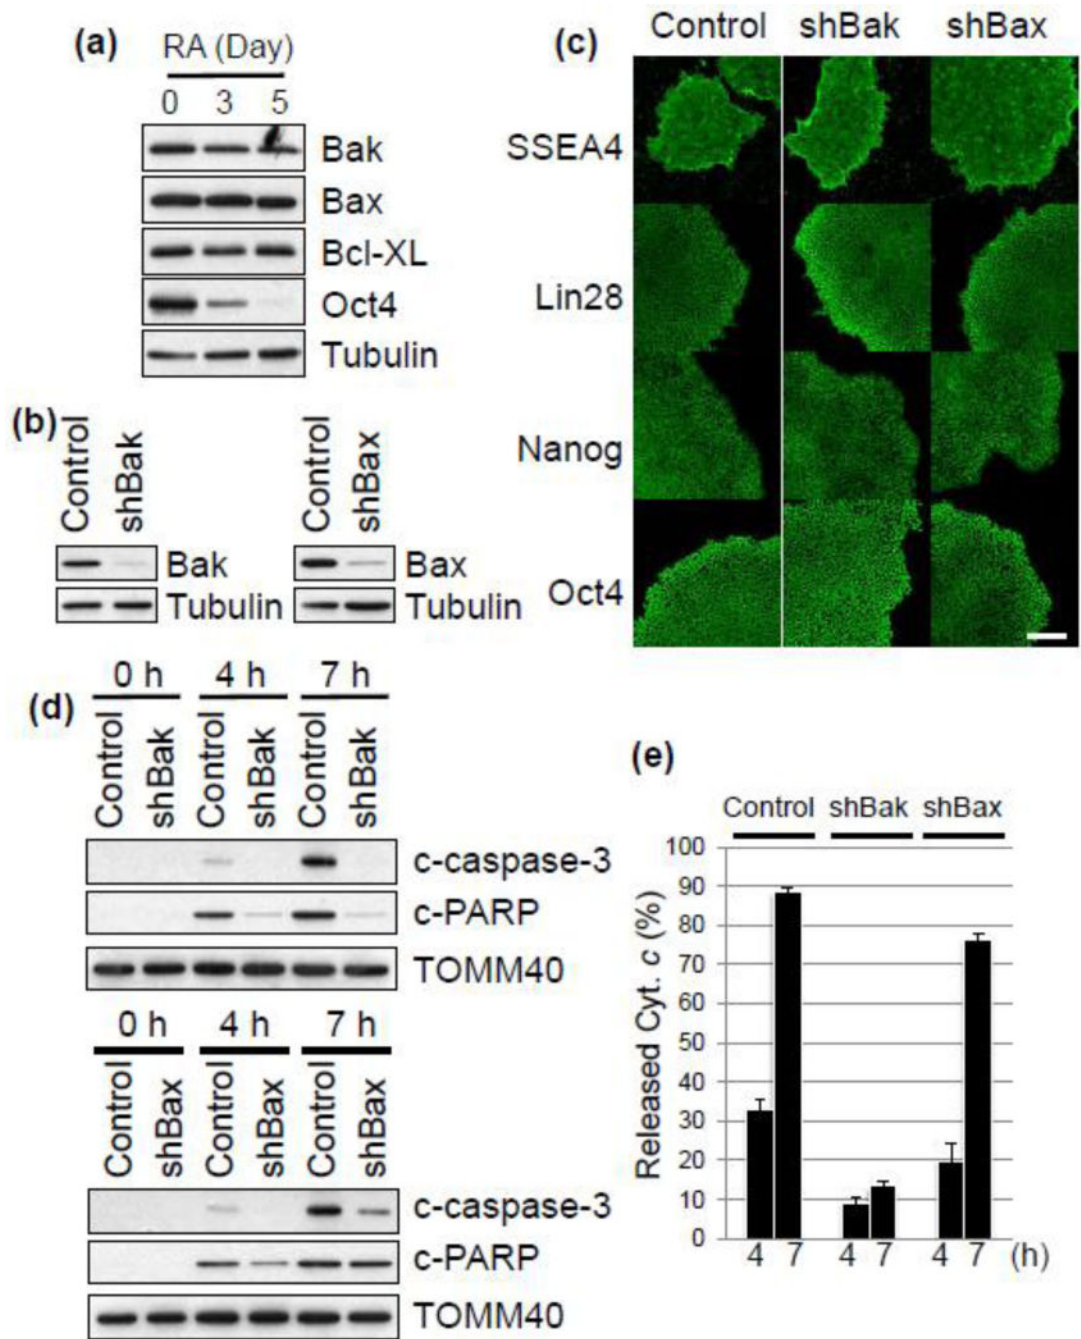 (a)
RA (Day)
0 3 5
Bak
Bax
Bcl-XL
Oct4
Tubulin
(b)
Control shBak
Bak
Tubulin
Control shBax
Bax
Tubulin
(c)
Control shBak shBax
SSEA4
Lin28
Nanog
Oct4
(d)
0 h 4 h 7 h
Control shBak Control shBak Control shBak
c-caspase-3
c-PARP
TOMM40
0 h 4 h 7 h
Control shBax Control shBax Control shBax
c-caspase-3
c-PARP
TOMM40
(e)
Control shBak shBax
Released Cyt. c (%)
100
90
80
70
60
50
40
30
20
10
0
4 7 4 7 4 7 (h)